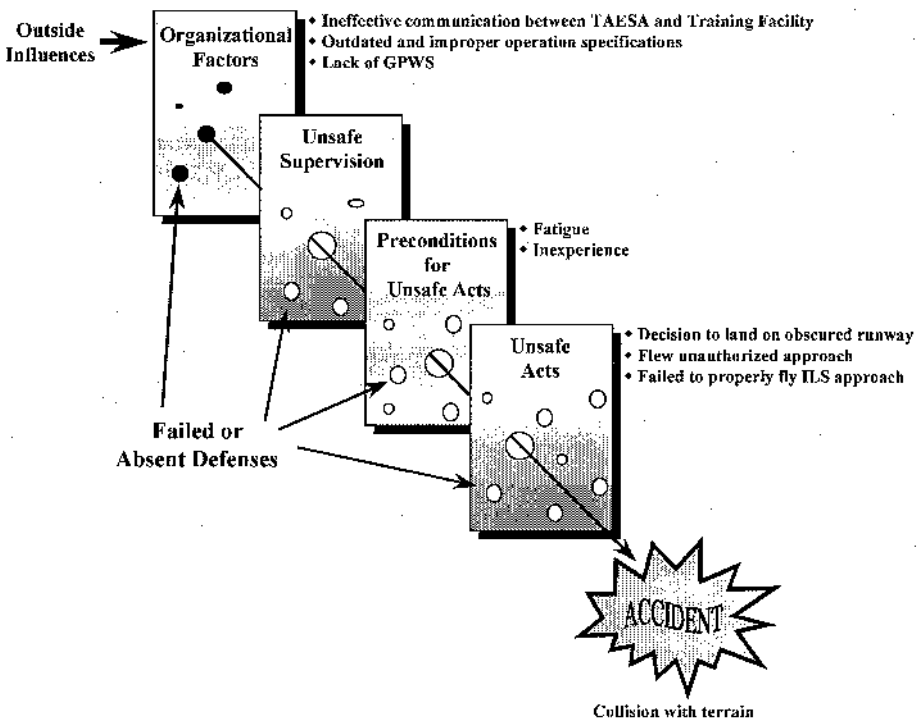 Outside
Influences
Organizational
Factors
◆ Ineffective communication between TAESA and Training Facility
◆ Outdated and improper operation specifications
◆ Lack of GPWS
Unsafe
Supervision
Preconditions
for
Unsafe Acts
◆ Fatigue
◆ Inexperience
Unsafe
Acts
◆ Decision to land on obscured runway
◆ Flew unauthorized approach
◆ Failed to properly fly ILS approach
Failed or
Absent Defenses
ACCIDENT
Collision with terrain